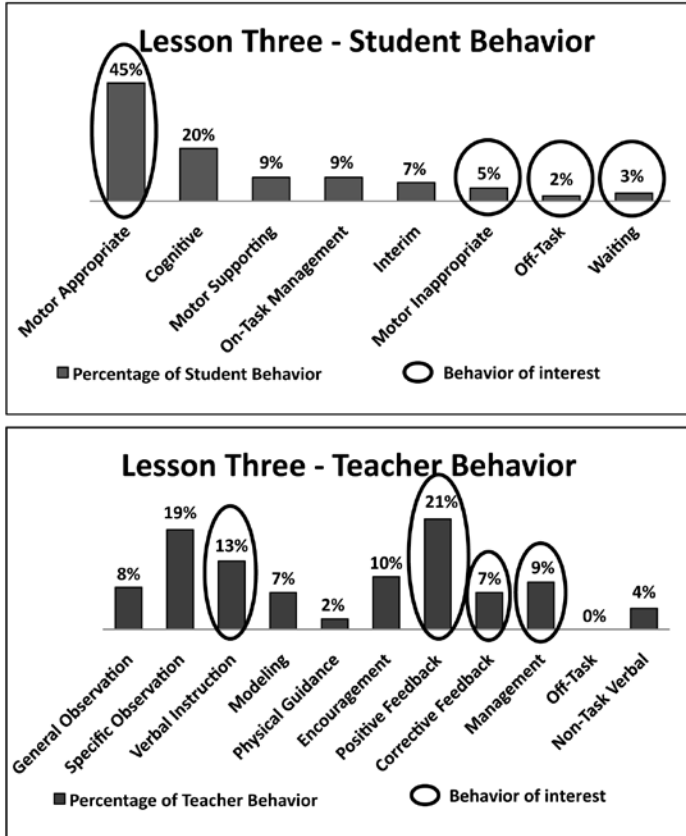 Lesson Three - Student Behavior
45%
20%
9%
9%
7%
5%
2%
3%
Motor Appropriate
Cognitive
Motor Supporting
On-Task Management
Interim
Motor Inappropriate
Off-Task
Waiting
Percentage of Student Behavior
Behavior of interest
Lesson Three - Teacher Behavior
8%
19%
13%
7%
2%
10%
21%
7%
9%
0%
4%
General Observation
Specific Observation
Verbal Instruction
Modeling
Physical Guidance
Encouragement
Positive Feedback
Corrective Feedback
Management
Off-Task
Non-Task Verbal
Percentage of Teacher Behavior
Behavior of interest